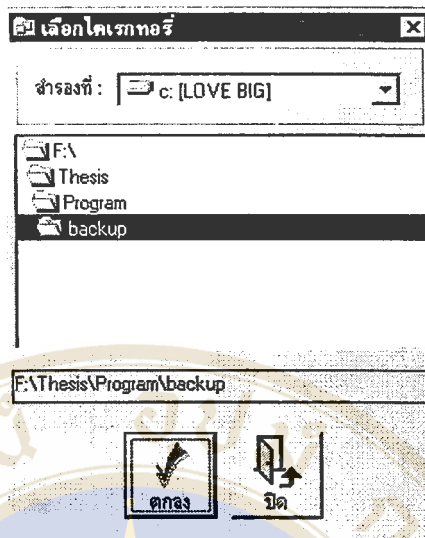 เลือกไดเรกทอรี่
สำรองที่ : c: [LOVE BIG]
F:\
Thesis
Program
backup
F:\Thesis\Program\backup
ตกลง ปิด